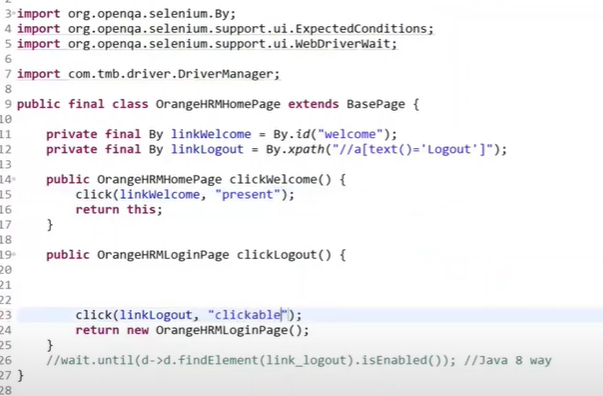 3 import org.openqa.selenium.By;
4 import org.openqa.selenium.support.ui.ExpectedConditions;
5 import org.openqa.selenium.support.ui.WebDriverWait;
6
7 import com.tmb.driver.DriverManager;
8
9 public final class OrangeHRMHomePage extends BasePage {
10
11     private final By linkWelcome = By.id("welcome");
12     private final By linkLogout = By.xpath("//a[text()='Logout']");
13
14     public OrangeHRMHomePage clickWelcome() {
15         click(linkWelcome, "present");
16         return this;
17     }
18
19     public OrangeHRMLoginPage clickLogout() {
20
21
22
23         click(linkLogout, "clickable");
24         return new OrangeHRMLoginPage();
25     }
26     //wait.until(d->d.findElement(link_logout).isEnabled()); //Java 8 way
27 }
28